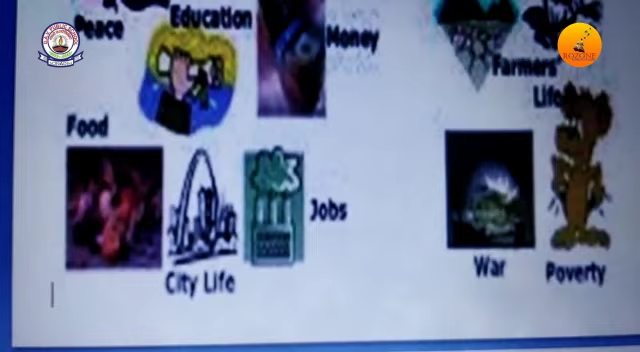 Peace
Education
Money
Farmers'
Life
Food
Jobs
City Life
War
Poverty